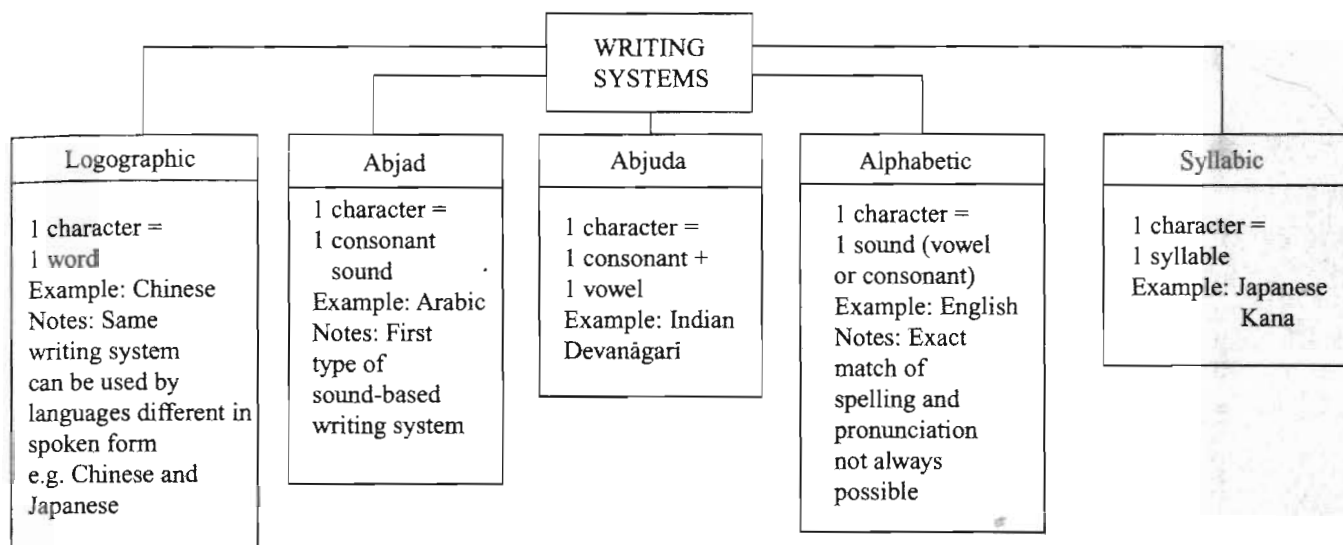 WRITING
SYSTEMS
Logographic
1 character =
1 word
Example: Chinese
Notes: Same
writing system
can be used by
languages different in
spoken form
e.g. Chinese and
Japanese
Abjad
1 character =
1 consonant
sound
Example: Arabic
Notes: First
type of
sound-based
writing system
Abjuda
1 character =
1 consonant +
1 vowel
Example: Indian
Devanāgarī
Alphabetic
1 character =
1 sound (vowel
or consonant)
Example: English
Notes: Exact
match of
spelling and
pronunciation
not always
possible
Syllabic
1 character =
1 syllable
Example: Japanese
Kana